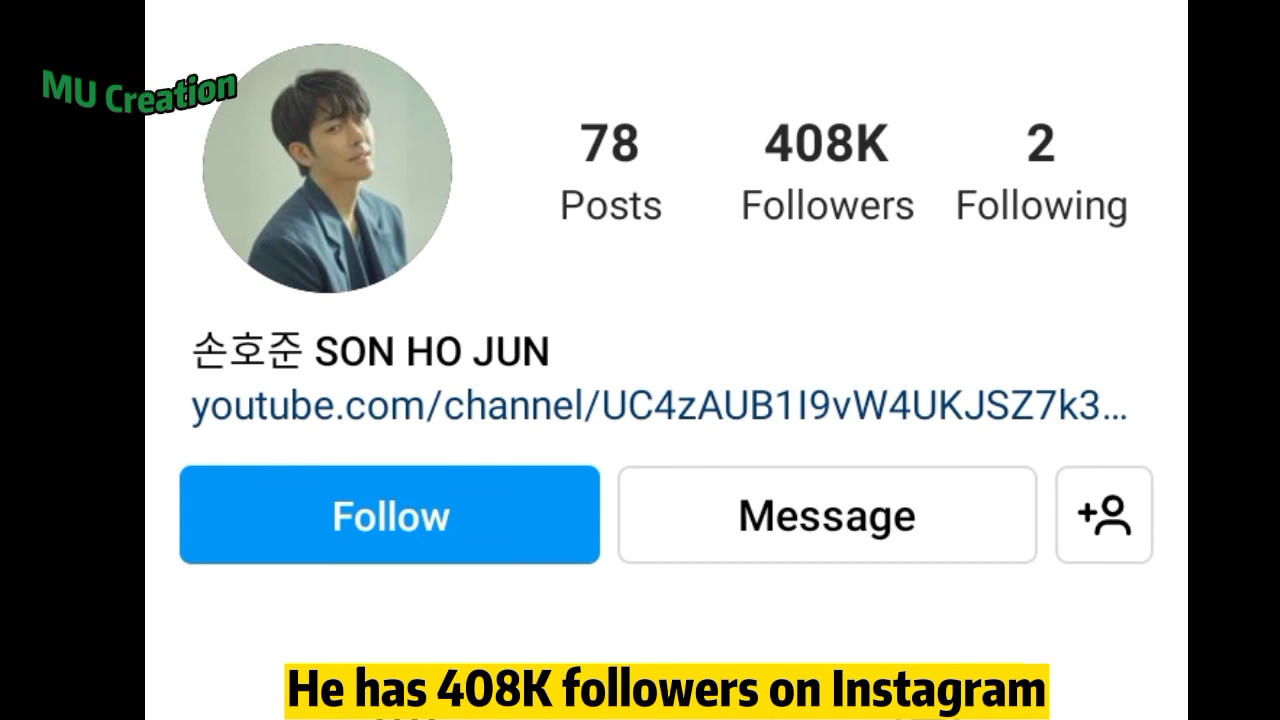 MU Creation
78 408K 2
Posts Followers Following
손호준 SON HO JUN
youtube.com/channel/UC4zAUB1I9vW4UKJSZ7k3...
Follow Message
He has 408K followers on Instagram